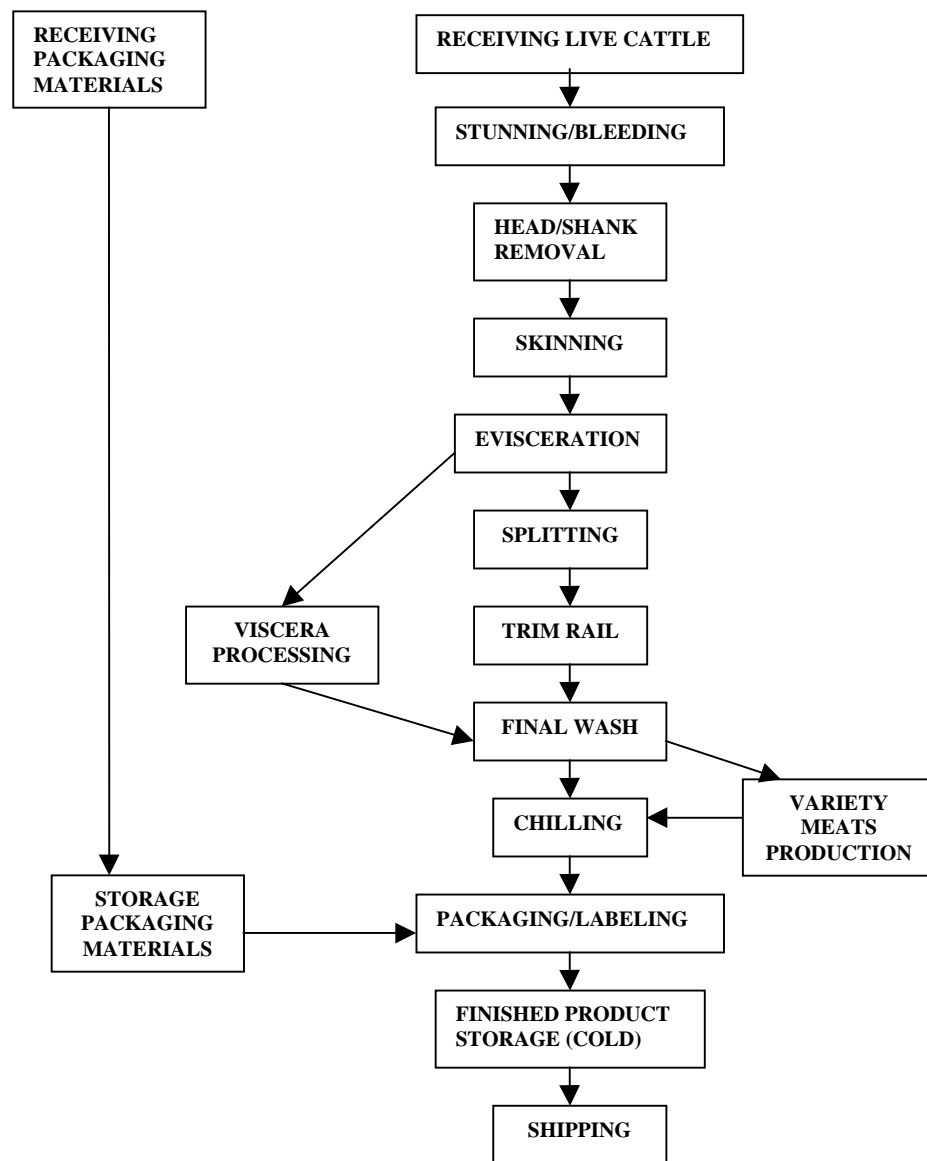 RECEIVING
PACKAGING
MATERIALS
RECEIVING LIVE CATTLE
STUNNING/BLEEDING
HEAD/SHANK
REMOVAL
SKINNING
EVISCERATION
SPLITTING
VISCERA
PROCESSING
TRIM RAIL
FINAL WASH
CHILLING
VARIETY
MEATS
PRODUCTION
STORAGE
PACKAGING
MATERIALS
PACKAGING/LABELING
FINISHED PRODUCT
STORAGE (COLD)
SHIPPING